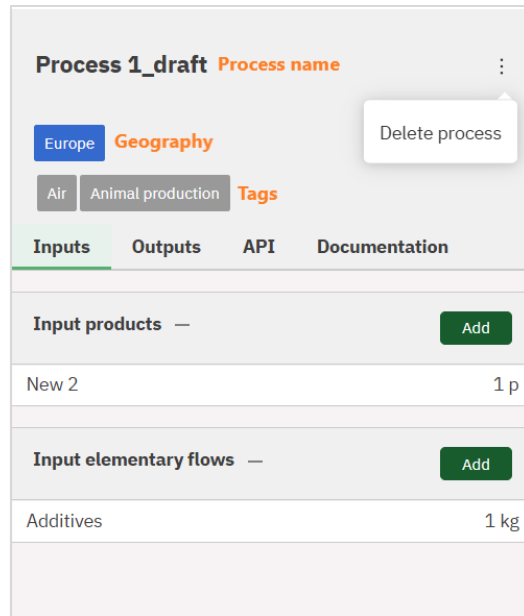 Process 1_draft Process name
Delete process
Europe Geography
Air Animal production Tags
Inputs Outputs API Documentation
Input products — Add
New 2 1 p
Input elementary flows — Add
Additives 1 kg